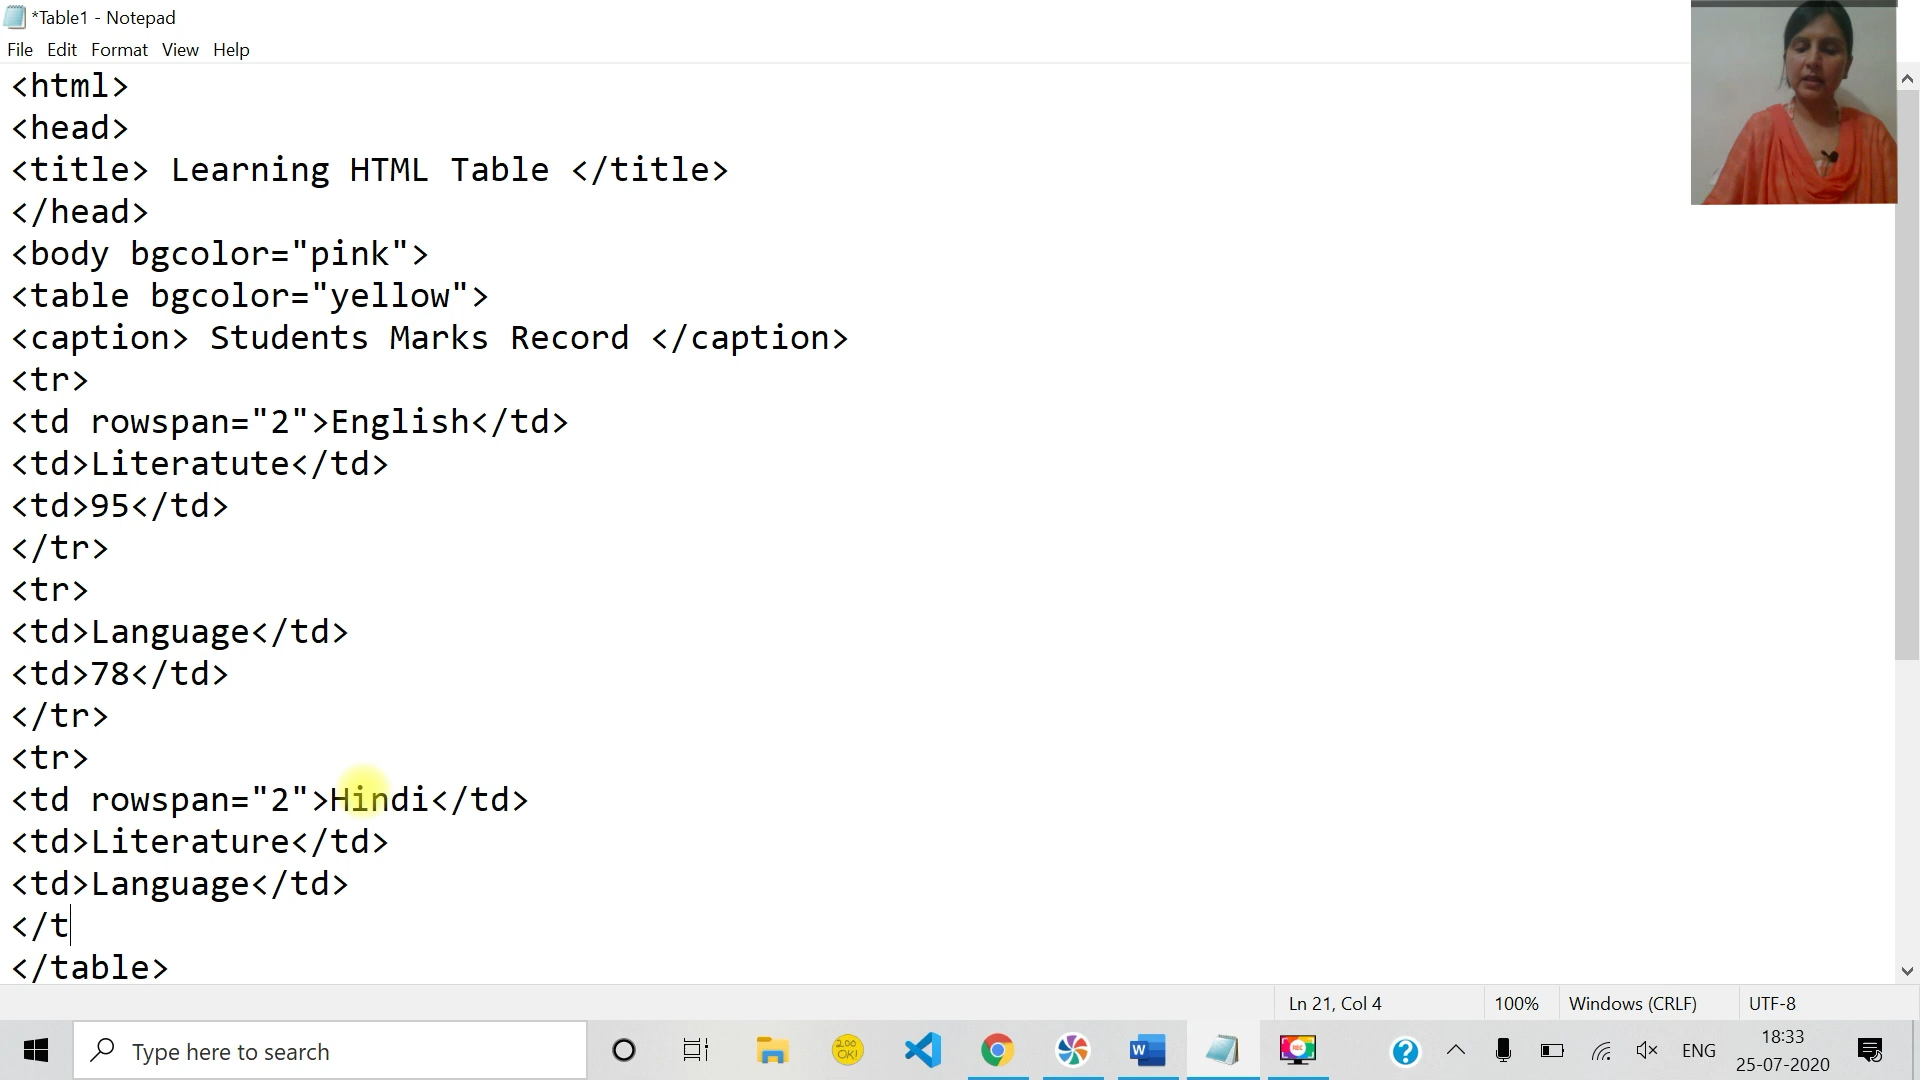 *Table1 - Notepad
File Edit Format View Help
<html>
<head>
<title> Learning HTML Table </title>
</head>
<body bgcolor="pink">
<table bgcolor="yellow">
<caption> Students Marks Record </caption>
<tr>
<td rowspan="2">English</td>
<td>Literatute</td>
<td>95</td>
</tr>
<tr>
<td>Language</td>
<td>78</td>
</tr>
<tr>
<td rowspan="2">Hindi</td>
<td>Literature</td>
<td>Language</td>
</t
</table>
Ln 21, Col 4 100% Windows (CRLF) UTF-8
Type here to search
200 OK!
W
REC
?
ENG
18:33
25-07-2020